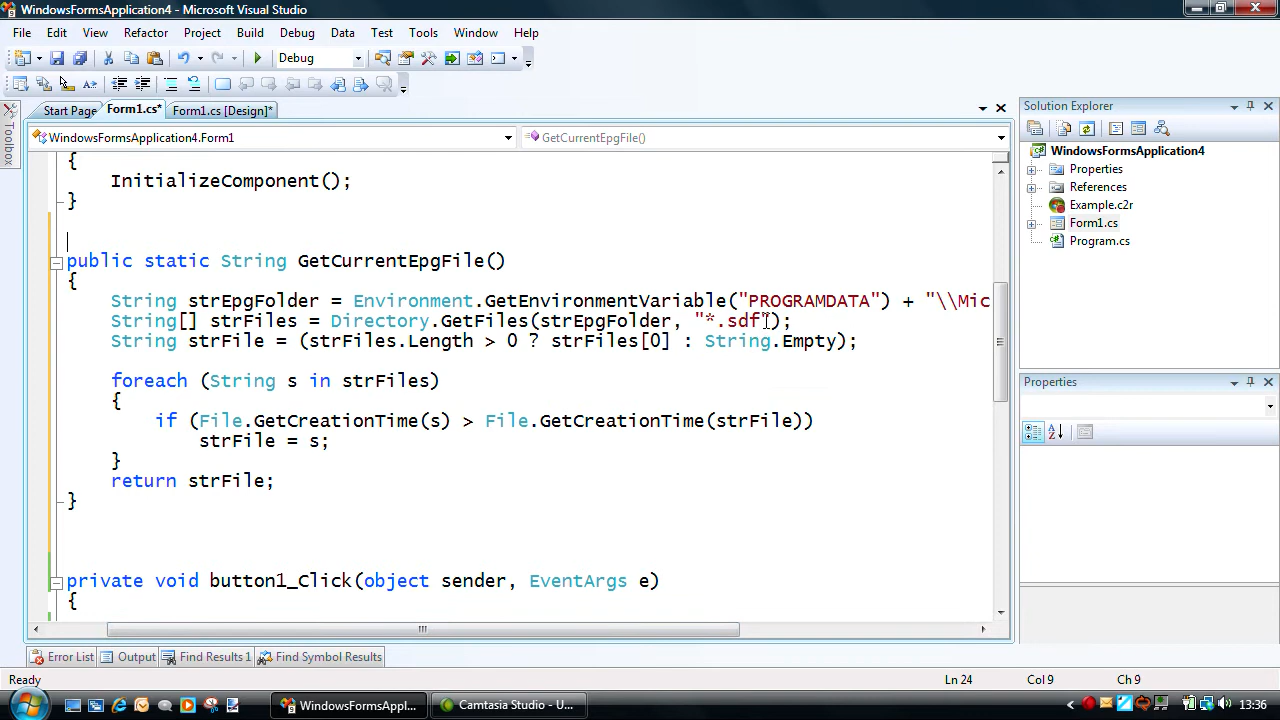 WindowsFormsApplication4 - Microsoft Visual Studio
File Edit View Refactor Project Build Debug Data Test Tools Window Help
Debug
Start Page Form1.cs* Form1.cs [Design]*
WindowsFormsApplication4.Form1 GetCurrentEpgFile()
{
InitializeComponent();
}
public static String GetCurrentEpgFile()
{
String strEpgFolder = Environment.GetEnvironmentVariable("PROGRAMDATA") + "\\Mic
String[] strFiles = Directory.GetFiles(strEpgFolder, "*.sdf");
String strFile = (strFiles.Length > 0 ? strFiles[0] : String.Empty);
foreach (String s in strFiles)
{
if (File.GetCreationTime(s) > File.GetCreationTime(strFile))
strFile = s;
}
return strFile;
}
private void button1_Click(object sender, EventArgs e)
{
Toolbox
Solution Explorer
WindowsFormsApplication4
Properties
References
Example.c2r
Form1.cs
Program.cs
Properties
Error List Output Find Results 1 Find Symbol Results
Ready Ln 24 Col 9 Ch 9
WindowsFormsAppl... Camtasia Studio - U... 13:36